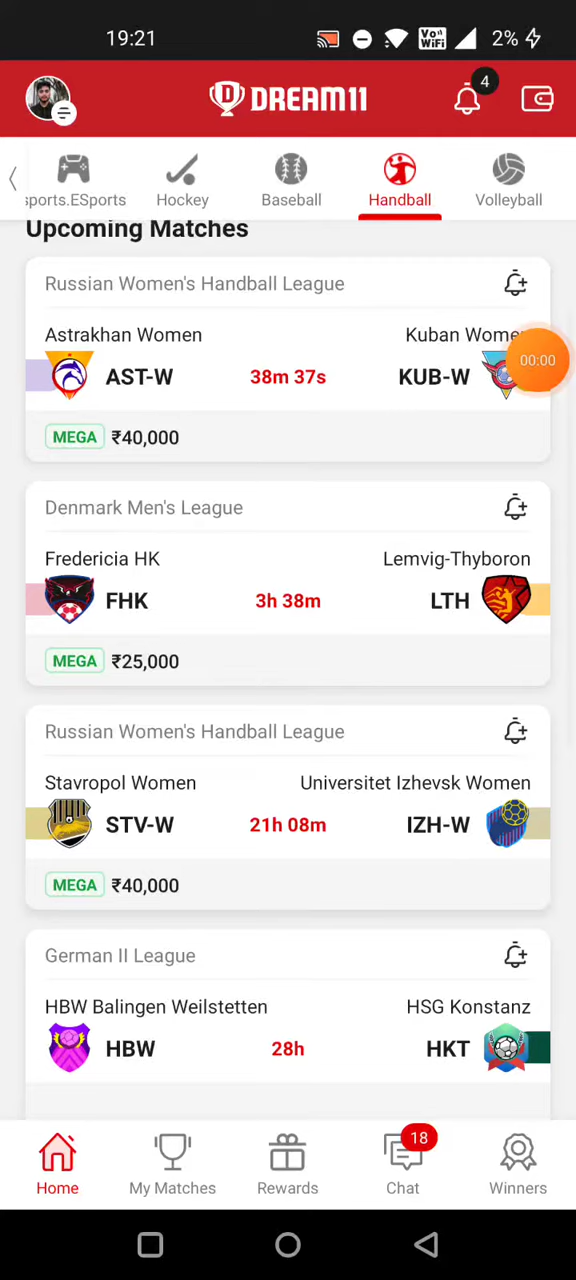 19:21
Vo))
WiFi
2%
DREAM11
4
sports.ESports
Hockey
Baseball
Handball
Volleyball
Upcoming Matches
Russian Women's Handball League
Astrakhan Women
Kuban Wome
00:00
AST-W
38m 37s
KUB-W
MEGA ₹40,000
Denmark Men's League
Fredericia HK
Lemvig-Thyboron
FHK
3h 38m
LTH
MEGA ₹25,000
Russian Women's Handball League
Stavropol Women
Universitet Izhevsk Women
STV-W
21h 08m
IZH-W
MEGA ₹40,000
German II League
HBW Balingen Weilstetten
HSG Konstanz
HBW
28h
HKT
18
Home
My Matches
Rewards
Chat
Winners